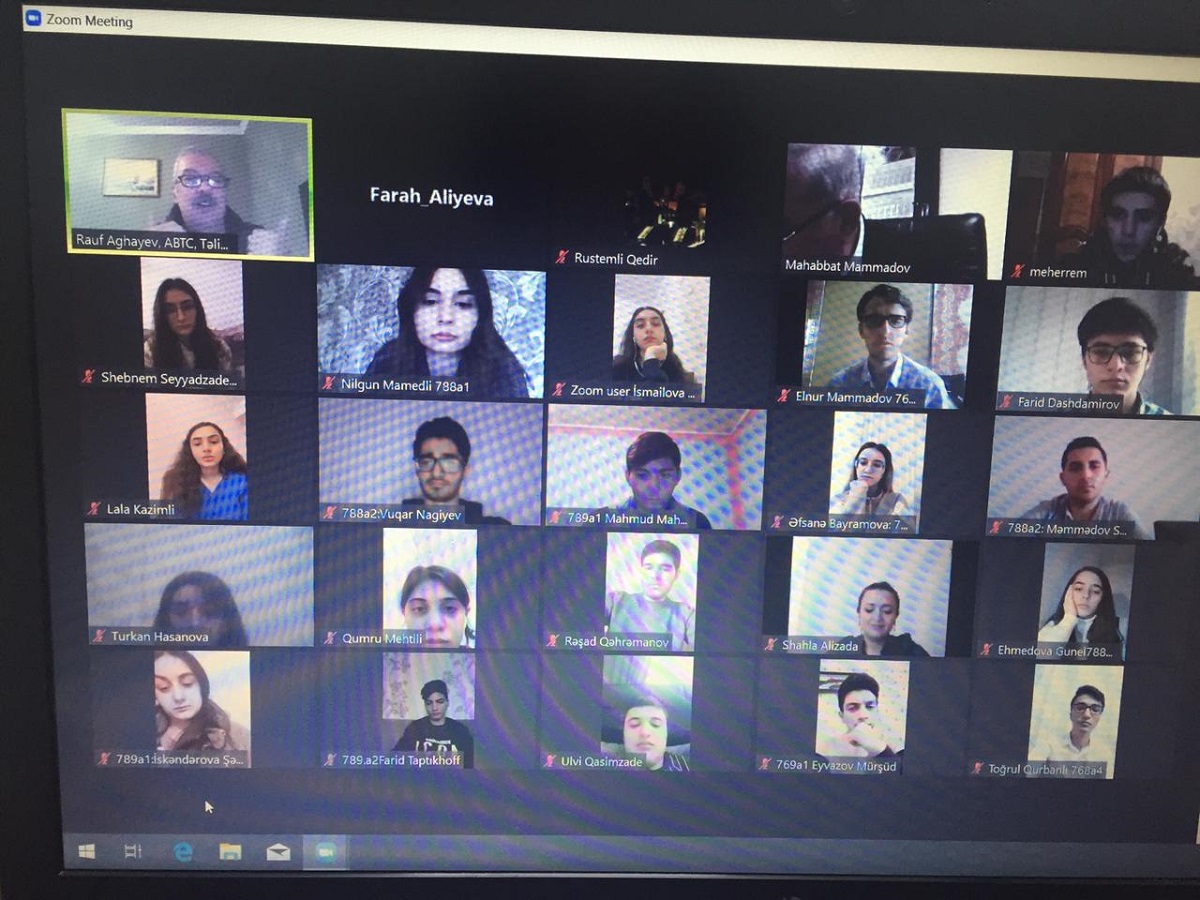 Zoom Meeting
Rauf Aghayev, ABTC, Təli...
Farah_Aliyeva
Rustemli Qedir
Mahabbat Mammadov
meherrem
Shebnem Seyyadzade...
Nilgun Mamedli 788a1
Zoom user İsmailova ...
Elnur Mammadov 76...
Farid Dashdamirov
Lala Kazimli
788a2:Vuqar Nagiyev
789a1 Mahmud Mah...
Əfsanə Bayramova: 7...
788a2: Məmmədov S...
Turkan Hasanova
Qumru Mehtili
Rəşad Qəhrəmanov
Shahla Alizada
Ehmedova Gunel788...
789a1:İskəndərova Şə...
789.a2Farid Taptıkhoff
Ulvi Qasimzade
769a1 Eyvazov Mürşüd
Toğrul Qurbanlı 768a4